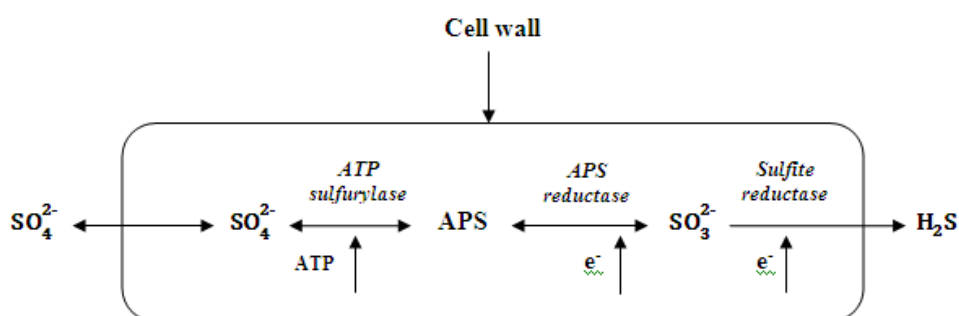 Cell wall
ATP APS Sulfite
sulfurylase reductase reductase
SO₄²⁻ SO₄²⁻ APS SO₃²⁻ H₂S
ATP e⁻ e⁻